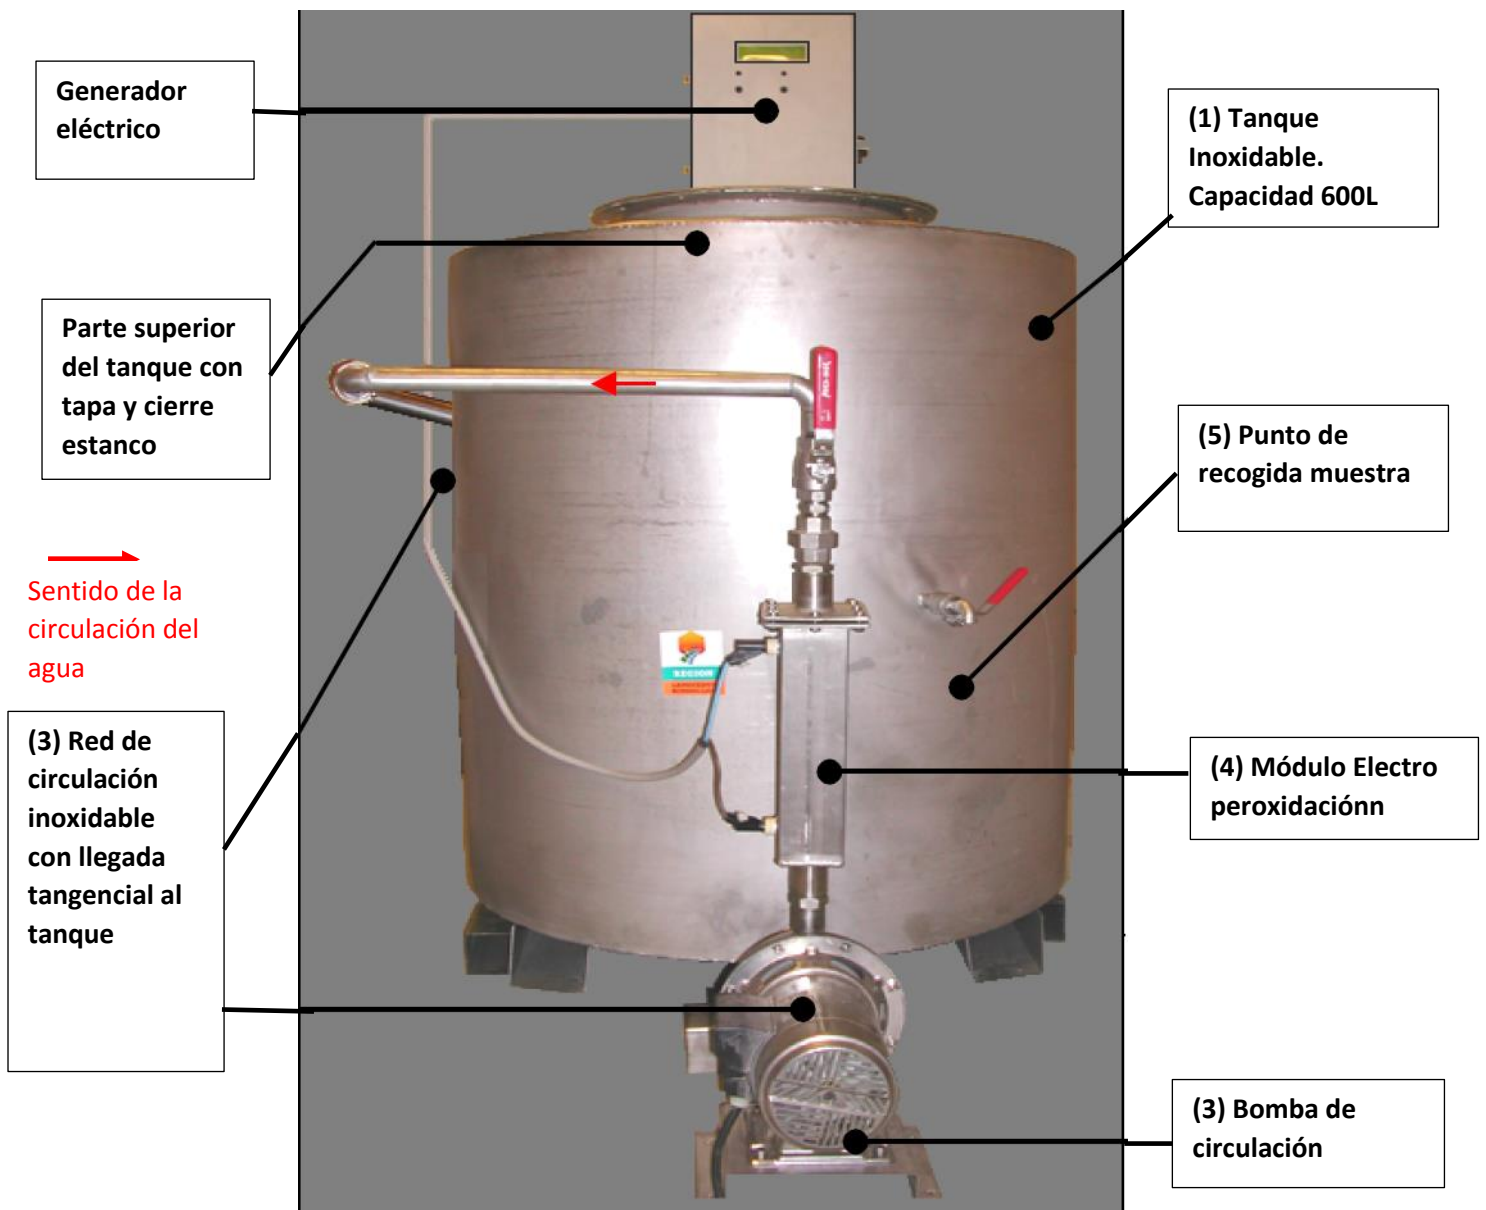 Generador
eléctrico
(1) Tanque
Inoxidable.
Capacidad 600L
Parte superior
del tanque con
tapa y cierre
estanco
(5) Punto de
recogida muestra
Sentido de la
circulación del
agua
REGION
(3) Red de
circulación
inoxidable
con llegada
tangencial al
tanque
(4) Módulo Electro
peroxidaciónn
(3) Bomba de
circulación